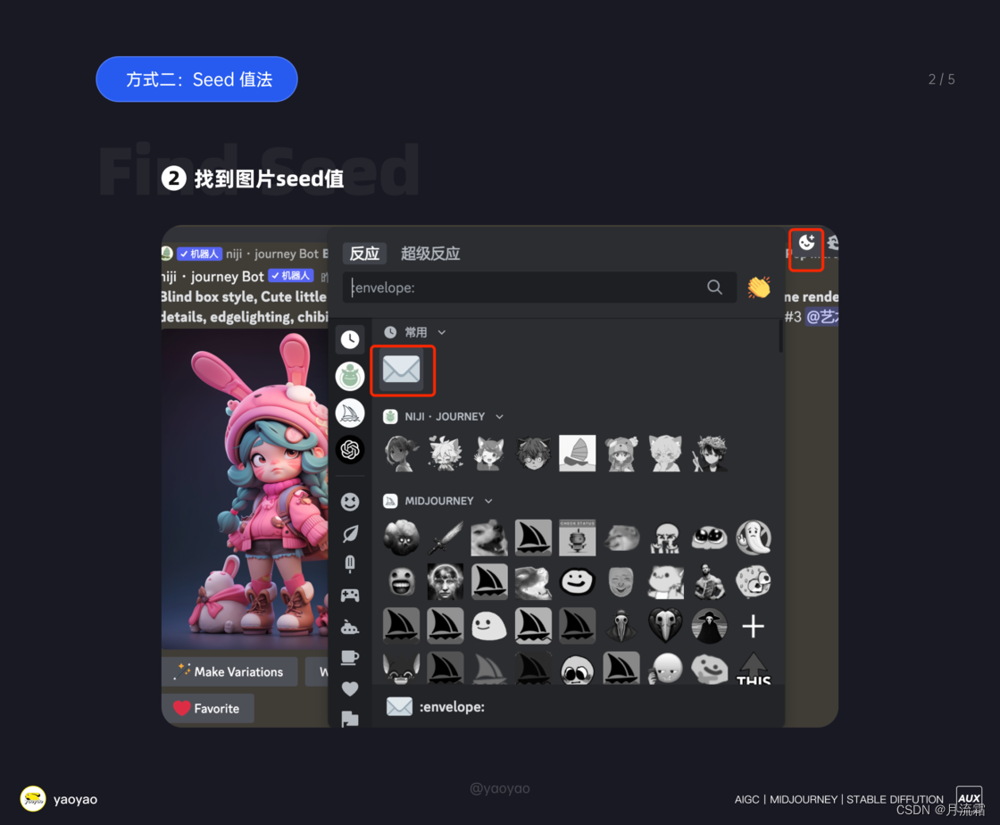 方式二：Seed 值法
2 / 5
Find Seed
2 找到图片seed值
机器人 niji · journey Bot
反应 超级反应
niji · journey Bot 机器人
:envelope:
Blind box style, Cute little
ne rende
details, edgelighting, chibi
#3 @艺
常用
NIJI · JOURNEY
MIDJOURNEY
CHECK STATUS
THIS
Make Variations
Favorite
:envelope:
yaoyao
@yaoyao
AIGC | MIDJOURNEY | STABLE DIFFUTION
AUX
CSDN @月流霜